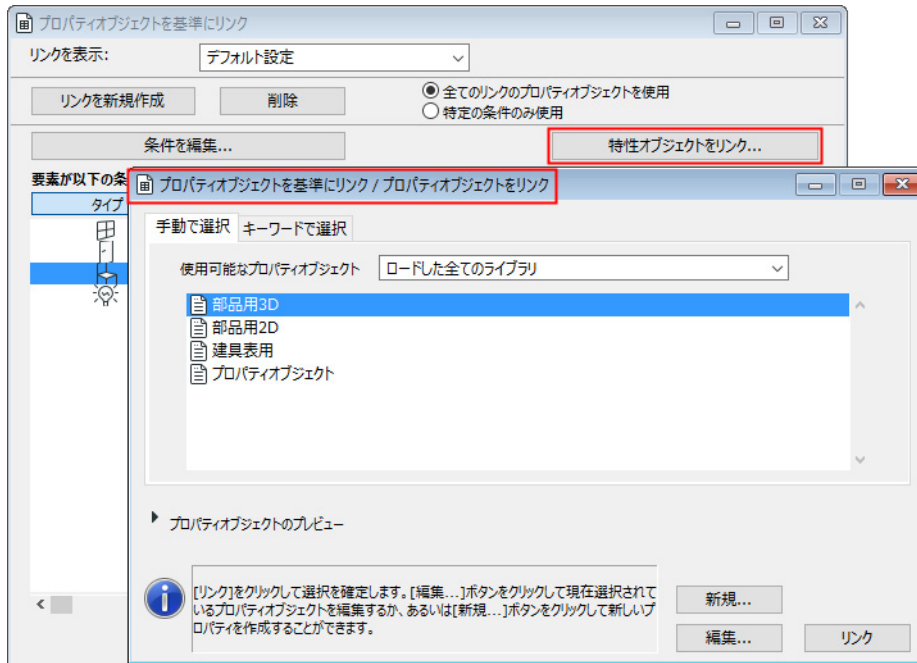 プロパティオブジェクトを基準にリンク
リンクを表示:
デフォルト設定
リンクを新規作成
削除
全てのリンクのプロパティオブジェクトを使用
特定の条件のみ使用
条件を編集...
特性オブジェクトをリンク...
要素が以下の条
タイプ
プロパティオブジェクトを基準にリンク / プロパティオブジェクトをリンク
手動で選択 キーワードで選択
使用可能なプロパティオブジェクト
ロードした全てのライブラリ
部品用3D
部品用2D
建具表用
プロパティオブジェクト
プロパティオブジェクトのプレビュー
[リンク]をクリックして選択を確定します。[編集...]ボタンをクリックして現在選択されて
いるプロパティオブジェクトを編集するか、あるいは[新規...]ボタンをクリックして新しいプ
ロパティを作成することができます。
新規...
編集...
リンク